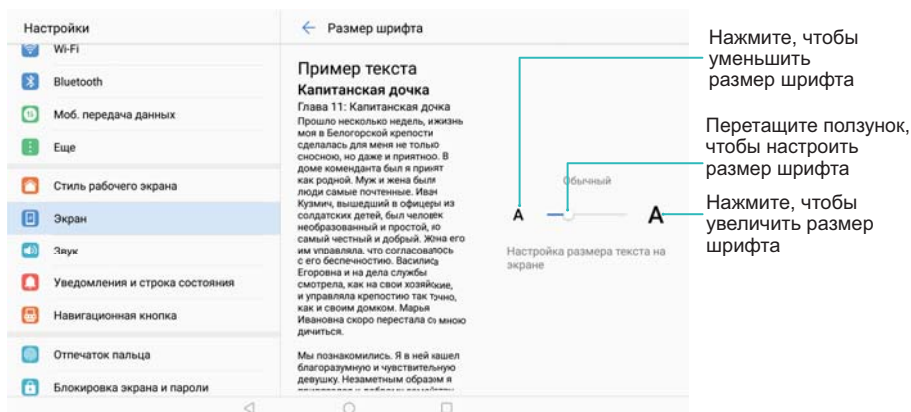 Настройки
Wi-Fi
Bluetooth
Моб. передача данных
Еще
Стиль рабочего экрана
Экран
Звук
Уведомления и строка состояния
Навигационная кнопка
Отпечаток пальца
Блокировка экрана и пароли
Размер шрифта
Пример текста
Капитанская дочка
Глава 11: Капитанская дочка
Прошло несколько недель, ижизнь
моя в Белогорской крепости
сделалась для меня не только
сносною, но даже и приятноо. В
доме коменданта был я принят
как родной. Муж и жена были
люди самые почтенные. Иван
Кузмич, вышедший в офицеры из
солдатских детей, был человек
необразованный и простой, но
самый честный и добрый. Жена его
им управляла, что согласовалось
с его беспечностию. Василиса
Егоровна и на дела службы
смотрела, как на свои хозяйские,
и управляла крепостию так точно,
как и своим домком. Марья
Ивановна скоро перестала со мною
дичиться.
Мы познакомились. Я в ней нашел
благоразумную и чувствительную
девушку. Незаметным образом я
Обычный
A A
Настройка размера текста на
экране
Нажмите, чтобы
уменьшить
размер шрифта
Перетащите ползунок,
чтобы настроить
размер шрифта
Нажмите, чтобы
увеличить размер
шрифта